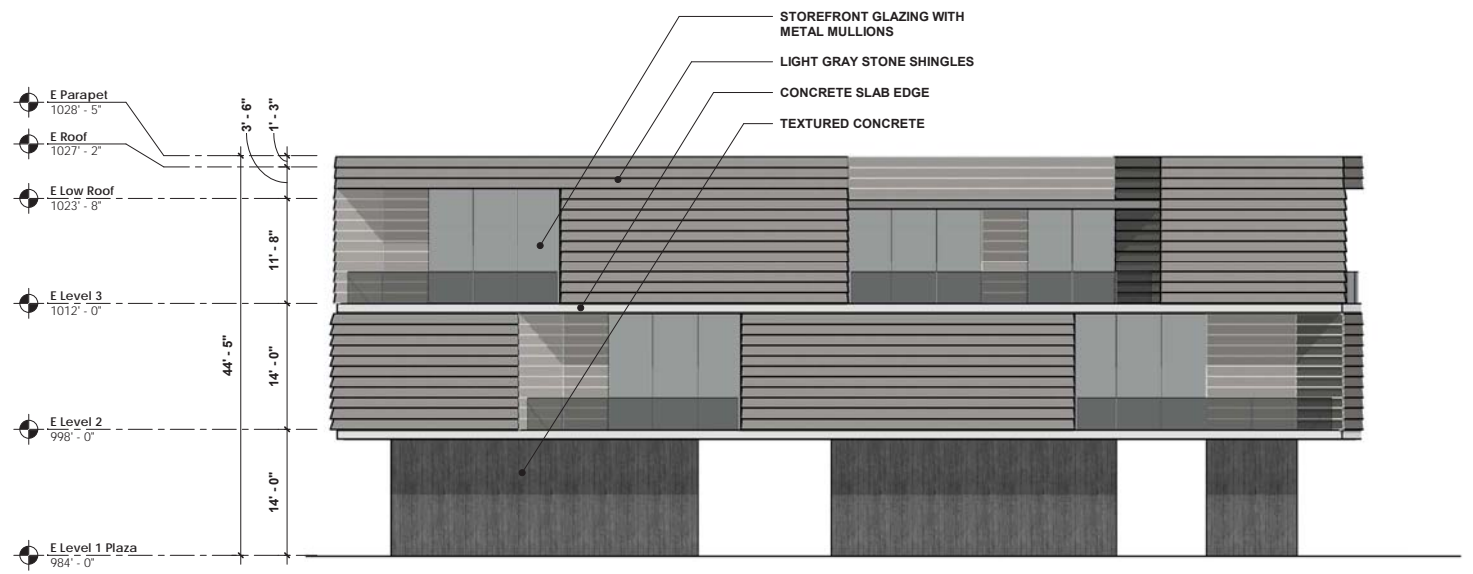 STOREFRONT GLAZING WITH
METAL MULLIONS
LIGHT GRAY STONE SHINGLES
CONCRETE SLAB EDGE
TEXTURED CONCRETE
E Parapet
1028' - 5"
E Roof
1027' - 2"
E Low Roof
1023' - 8"
E Level 3
1012' - 0"
E Level 2
998' - 0"
E Level 1 Plaza
984' - 0"
3' - 6"
1' - 3"
11' - 8"
44' - 5"
14' - 0"
14' - 0"